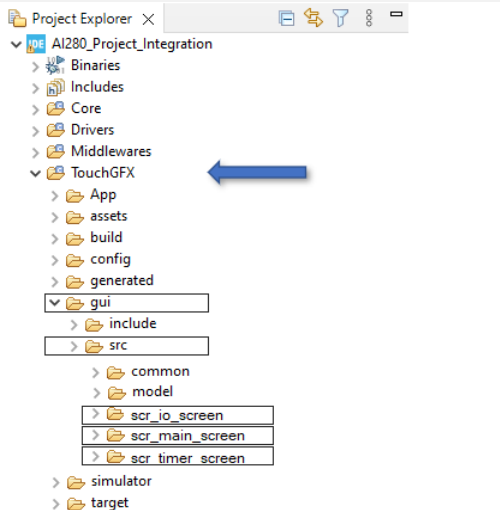 Project Explorer
IDE AI280_Project_Integration
Binaries
Includes
Core
Drivers
Middlewares
TouchGFX
App
assets
build
config
generated
gui
include
src
common
model
scr_io_screen
scr_main_screen
scr_timer_screen
simulator
target